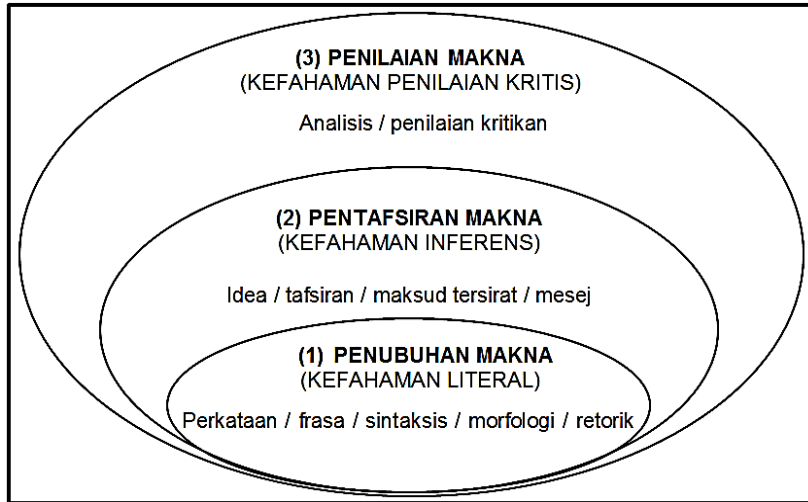 (3) PENILAIAN MAKNA
(KEFAHAMAN PENILAIAN KRITIS)
Analisis / penilaian kritikan
(2) PENTAFSIRAN MAKNA
(KEFAHAMAN INFERENS)
Idea / tafsiran / maksud tersirat / mesej
(1) PENUBUHAN MAKNA
(KEFAHAMAN LITERAL)
Perkataan / frasa / sintaksis / morfologi / retorik